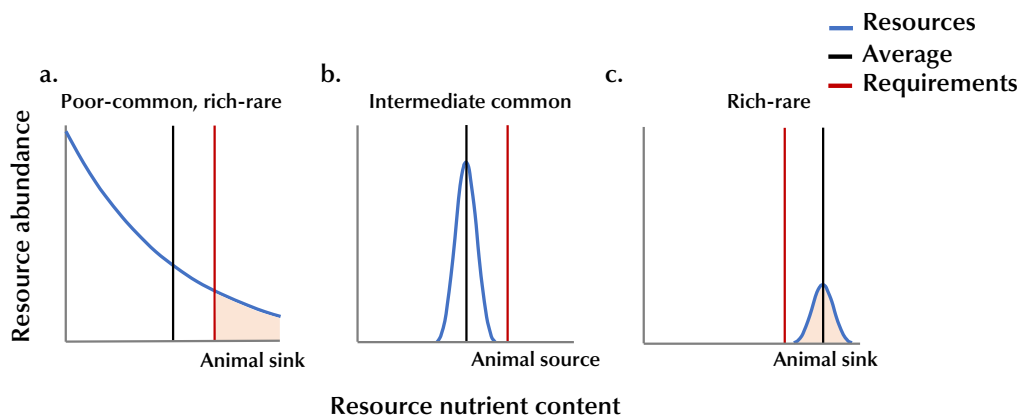 Resources
Average
Requirements
a.
Poor-common, rich-rare
b.
Intermediate common
c.
Rich-rare
Resource abundance
Animal sink
Animal source
Animal sink
Resource nutrient content